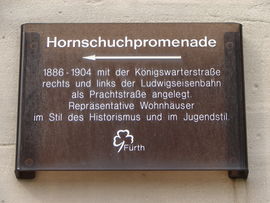 Hornschuchpromenade
1886-1904 mit der Königswarterstraße
rechts und links der Ludwigseisenbahn
als Prachtstraße angelegt.
Repräsentative Wohnhäuser
im Stil des Historismus und im Jugendstil.
Fürth